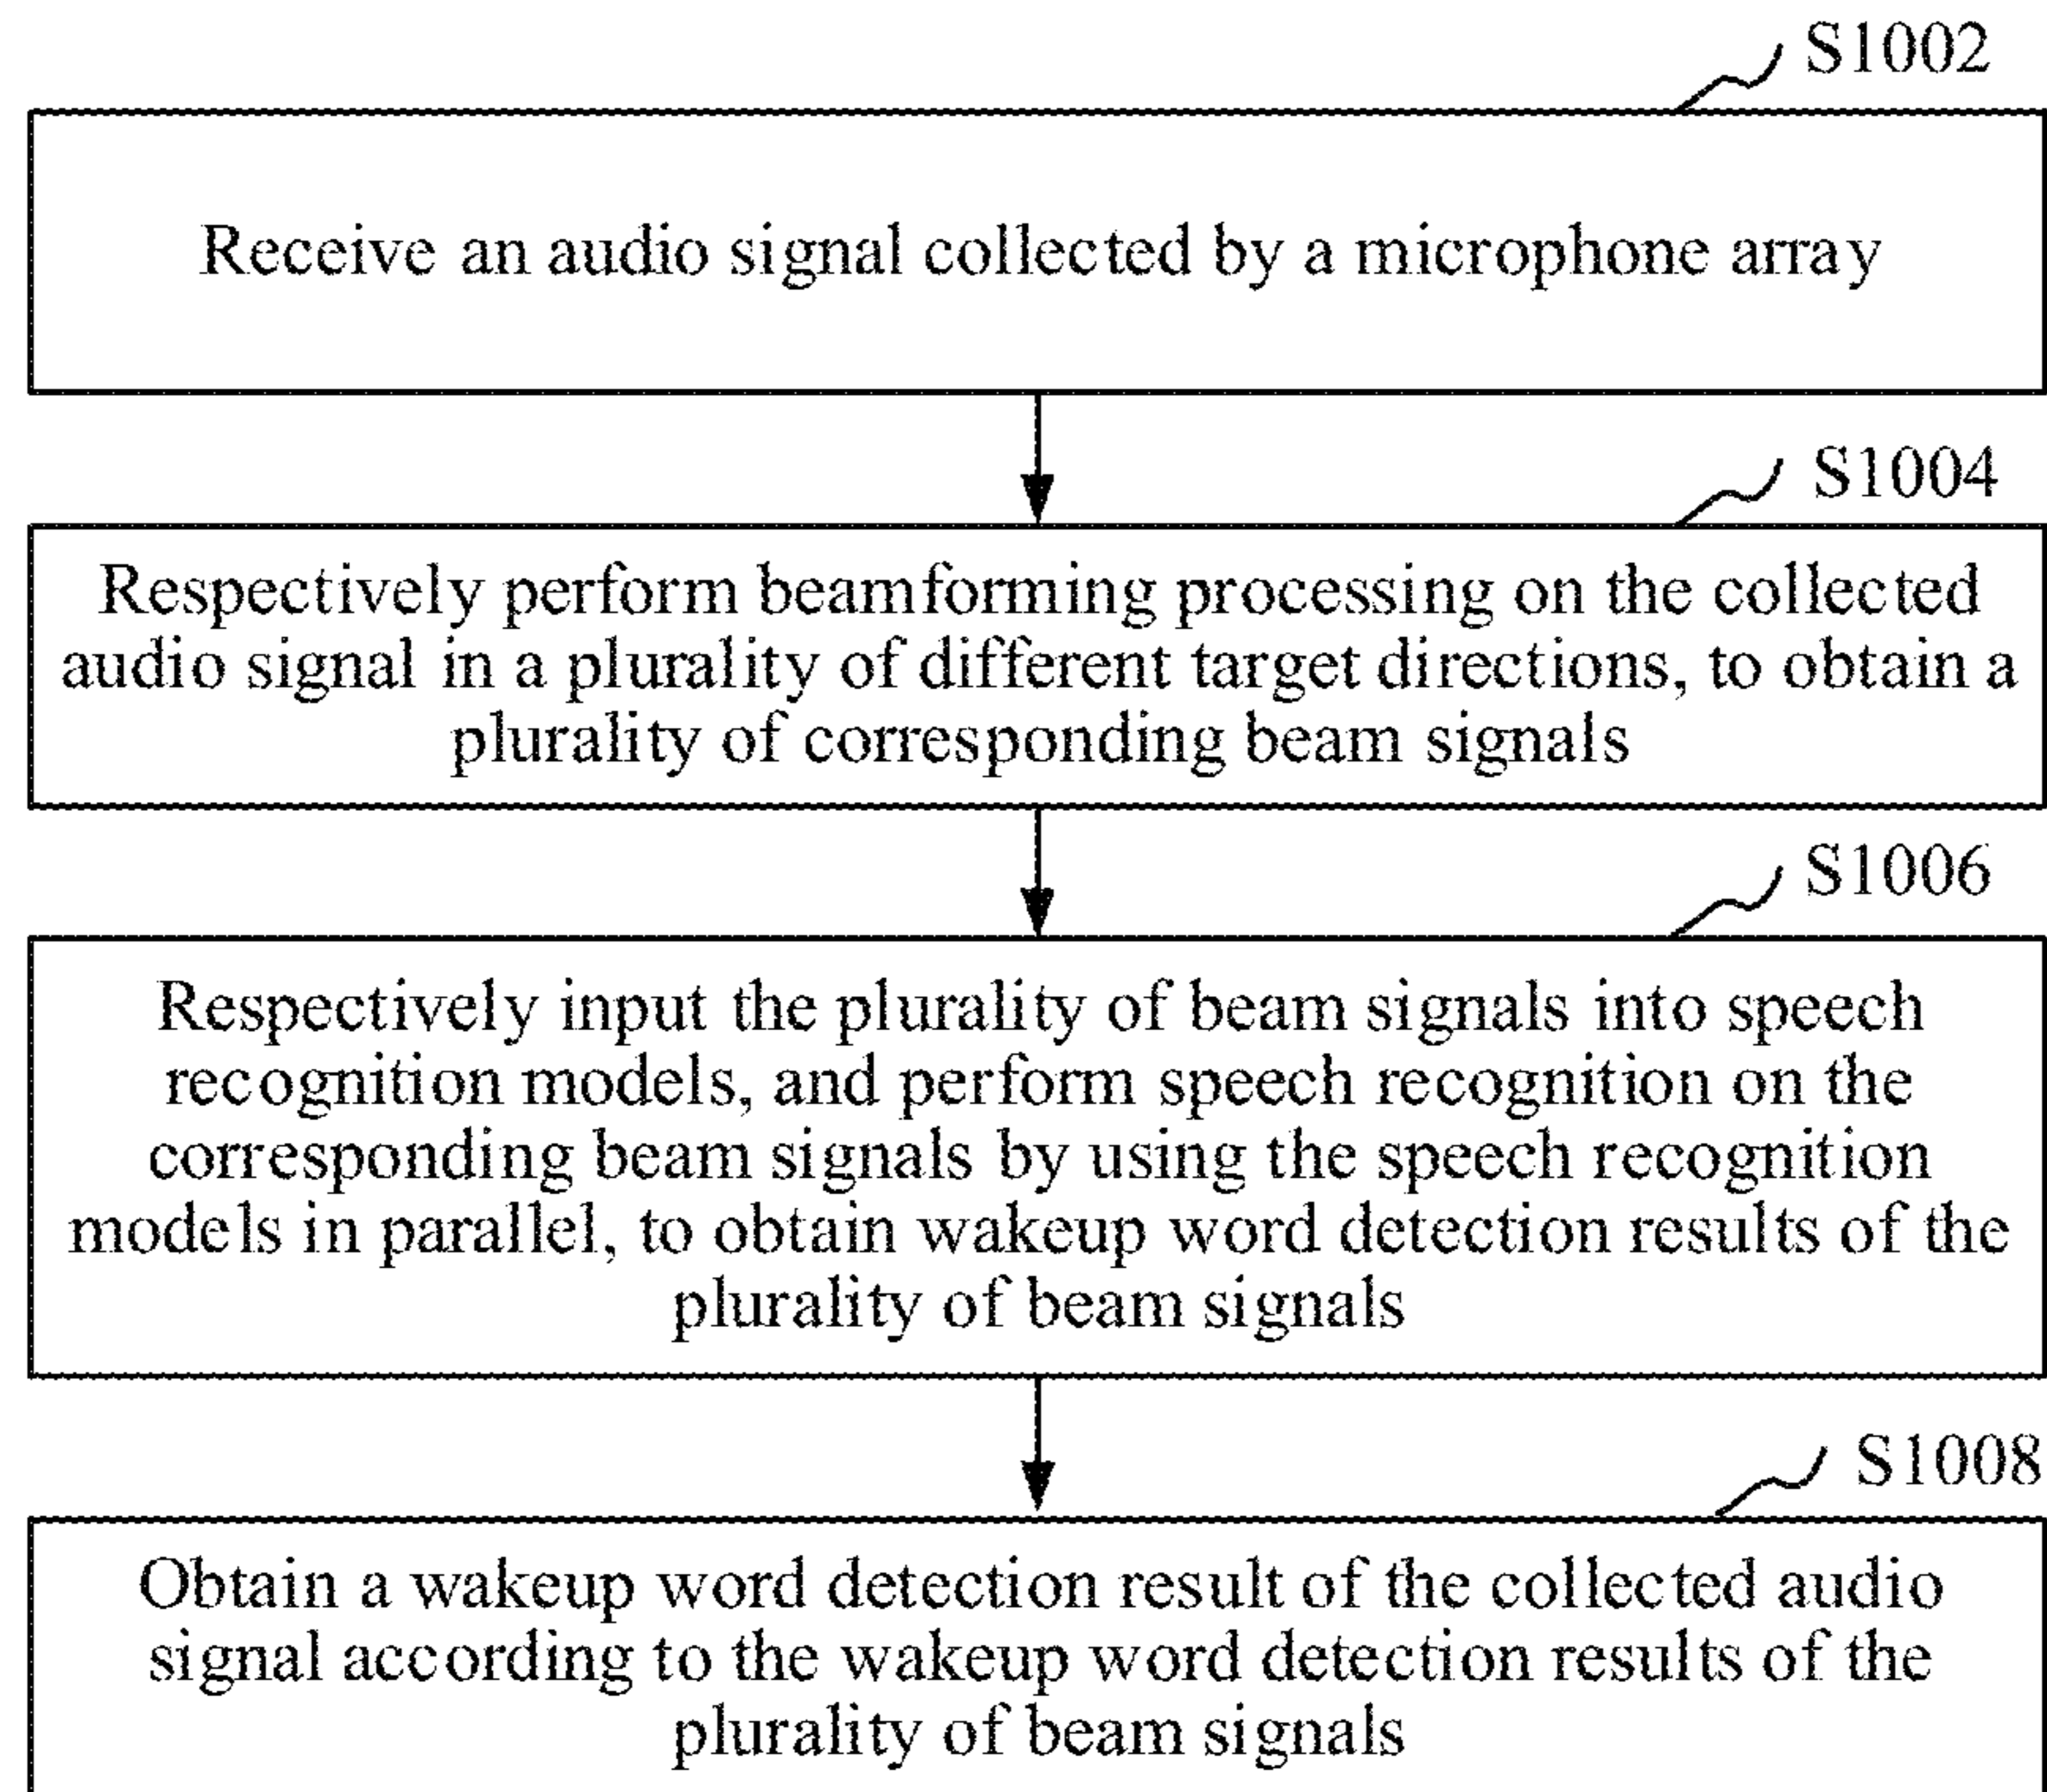 S1002
Receive an audio signal collected by a microphone array
S1004
Respectively perform beamforming processing on the collected
audio signal in a plurality of different target directions, to obtain a
plurality of corresponding beam signals
S1006
Respectively input the plurality of beam signals into speech
recognition models, and perform speech recognition on the
corresponding beam signals by using the speech recognition
models in parallel, to obtain wakeup word detection results of the
plurality of beam signals
S1008
Obtain a wakeup word detection result of the collected audio
signal according to the wakeup word detection results of the
plurality of beam signals